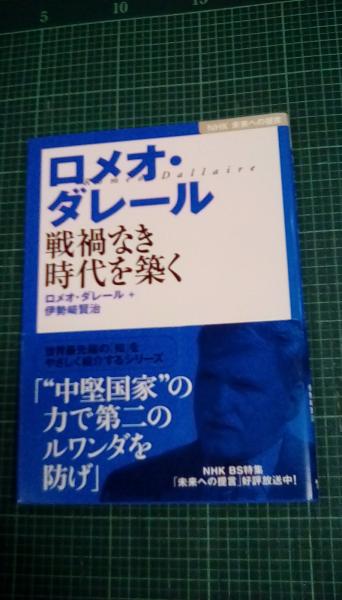 5
10
15
NHK 未来への提言
ロメオ・
Romeo Dallaire
ダレール
戦禍なき
時代を築く
ロメオ・ダレール +
伊勢﨑賢治
世界最先端の「知」を
やさしく紹介するシリーズ
「“中堅国家”の
力で第二の
ルワンダを
防げ」
NHK BS特集
「未来への提言」好評放送中!